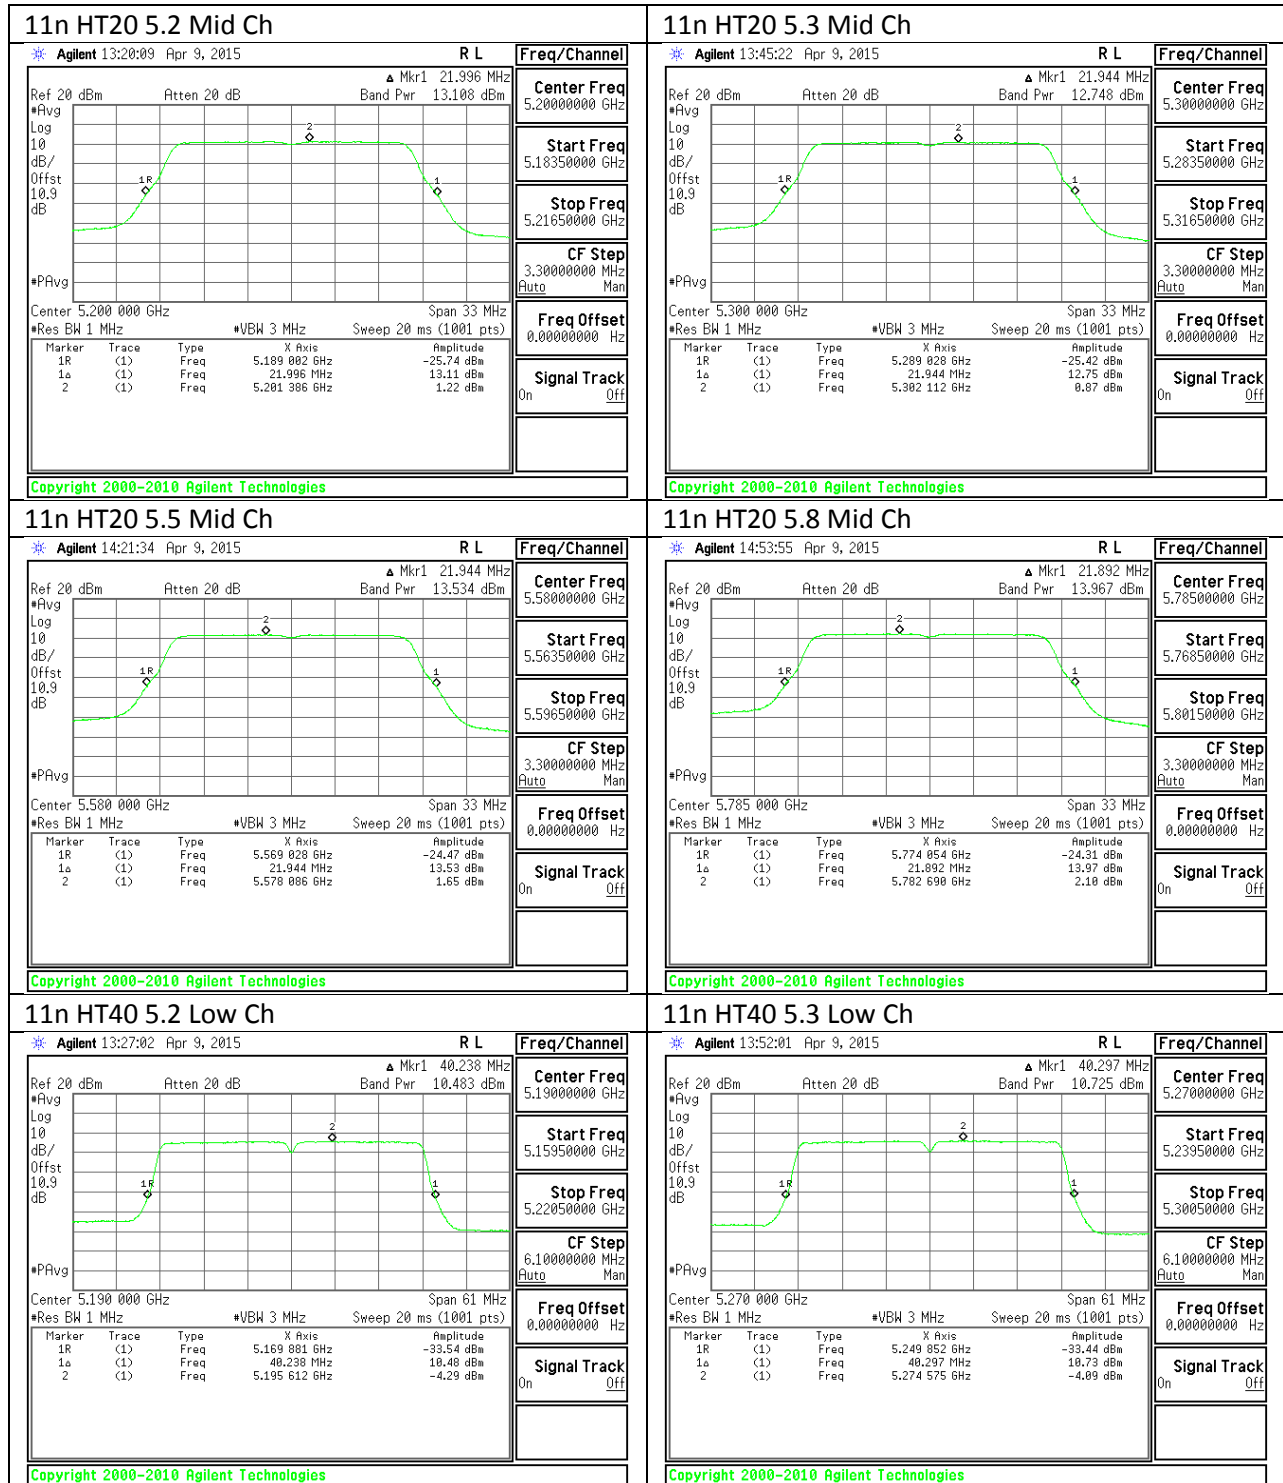 11n HT20 5.2 Mid Ch
Agilent 13:20:09 Apr 9, 2015 R L Freq/Channel
Δ Mkr1 21.996 MHz
Ref 20 dBm Atten 20 dB Band Pwr 13.108 dBm
#Avg
Log
10
dB/
Offst
10.9
dB
#PAvg
2
1R
1
Center 5.200 000 GHz Span 33 MHz
#Res BW 1 MHz #VBW 3 MHz Sweep 20 ms (1001 pts)
Marker Trace Type X Axis Amplitude
1R (1) Freq 5.189 002 GHz -25.74 dBm
1Δ (1) Freq 21.996 MHz 13.11 dBm
2 (1) Freq 5.201 386 GHz 1.22 dBm
Center Freq
5.20000000 GHz
Start Freq
5.18350000 GHz
Stop Freq
5.21650000 GHz
CF Step
3.30000000 MHz
Auto Man
Freq Offset
0.00000000 Hz
Signal Track
On Off
Copyright 2000-2010 Agilent Technologies
11n HT20 5.3 Mid Ch
Agilent 13:45:22 Apr 9, 2015 R L Freq/Channel
Δ Mkr1 21.944 MHz
Ref 20 dBm Atten 20 dB Band Pwr 12.748 dBm
#Avg
Log
10
dB/
Offst
10.9
dB
#PAvg
2
1R
1
Center 5.300 000 GHz Span 33 MHz
#Res BW 1 MHz #VBW 3 MHz Sweep 20 ms (1001 pts)
Marker Trace Type X Axis Amplitude
1R (1) Freq 5.289 028 GHz -25.42 dBm
1Δ (1) Freq 21.944 MHz 12.75 dBm
2 (1) Freq 5.302 112 GHz 0.87 dBm
Center Freq
5.30000000 GHz
Start Freq
5.28350000 GHz
Stop Freq
5.31650000 GHz
CF Step
3.30000000 MHz
Auto Man
Freq Offset
0.00000000 Hz
Signal Track
On Off
Copyright 2000-2010 Agilent Technologies
11n HT20 5.5 Mid Ch
Agilent 14:21:34 Apr 9, 2015 R L Freq/Channel
Δ Mkr1 21.944 MHz
Ref 20 dBm Atten 20 dB Band Pwr 13.534 dBm
#Avg
Log
10
dB/
Offst
10.9
dB
#PAvg
2
1R
1
Center 5.580 000 GHz Span 33 MHz
#Res BW 1 MHz #VBW 3 MHz Sweep 20 ms (1001 pts)
Marker Trace Type X Axis Amplitude
1R (1) Freq 5.569 028 GHz -24.47 dBm
1Δ (1) Freq 21.944 MHz 13.53 dBm
2 (1) Freq 5.578 086 GHz 1.65 dBm
Center Freq
5.58000000 GHz
Start Freq
5.56350000 GHz
Stop Freq
5.59650000 GHz
CF Step
3.30000000 MHz
Auto Man
Freq Offset
0.00000000 Hz
Signal Track
On Off
Copyright 2000-2010 Agilent Technologies
11n HT20 5.8 Mid Ch
Agilent 14:53:55 Apr 9, 2015 R L Freq/Channel
Δ Mkr1 21.892 MHz
Ref 20 dBm Atten 20 dB Band Pwr 13.967 dBm
#Avg
Log
10
dB/
Offst
10.9
dB
#PAvg
2
1R
1
Center 5.785 000 GHz Span 33 MHz
#Res BW 1 MHz #VBW 3 MHz Sweep 20 ms (1001 pts)
Marker Trace Type X Axis Amplitude
1R (1) Freq 5.774 054 GHz -24.31 dBm
1Δ (1) Freq 21.892 MHz 13.97 dBm
2 (1) Freq 5.782 690 GHz 2.10 dBm
Center Freq
5.78500000 GHz
Start Freq
5.76850000 GHz
Stop Freq
5.80150000 GHz
CF Step
3.30000000 MHz
Auto Man
Freq Offset
0.00000000 Hz
Signal Track
On Off
Copyright 2000-2010 Agilent Technologies
11n HT40 5.2 Low Ch
Agilent 13:27:02 Apr 9, 2015 R L Freq/Channel
Δ Mkr1 40.238 MHz
Ref 20 dBm Atten 20 dB Band Pwr 10.483 dBm
#Avg
Log
10
dB/
Offst
10.9
dB
#PAvg
2
1R
1
Center 5.190 000 GHz Span 61 MHz
#Res BW 1 MHz #VBW 3 MHz Sweep 20 ms (1001 pts)
Marker Trace Type X Axis Amplitude
1R (1) Freq 5.169 881 GHz -33.54 dBm
1Δ (1) Freq 40.238 MHz 10.48 dBm
2 (1) Freq 5.195 612 GHz -4.29 dBm
Center Freq
5.19000000 GHz
Start Freq
5.15950000 GHz
Stop Freq
5.22050000 GHz
CF Step
6.10000000 MHz
Auto Man
Freq Offset
0.00000000 Hz
Signal Track
On Off
Copyright 2000-2010 Agilent Technologies
11n HT40 5.3 Low Ch
Agilent 13:52:01 Apr 9, 2015 R L Freq/Channel
Δ Mkr1 40.297 MHz
Ref 20 dBm Atten 20 dB Band Pwr 10.725 dBm
#Avg
Log
10
dB/
Offst
10.9
dB
#PAvg
2
1R
1
Center 5.270 000 GHz Span 61 MHz
#Res BW 1 MHz #VBW 3 MHz Sweep 20 ms (1001 pts)
Marker Trace Type X Axis Amplitude
1R (1) Freq 5.249 852 GHz -33.44 dBm
1Δ (1) Freq 40.297 MHz 10.73 dBm
2 (1) Freq 5.274 575 GHz -4.09 dBm
Center Freq
5.27000000 GHz
Start Freq
5.23950000 GHz
Stop Freq
5.30050000 GHz
CF Step
6.10000000 MHz
Auto Man
Freq Offset
0.00000000 Hz
Signal Track
On Off
Copyright 2000-2010 Agilent Technologies